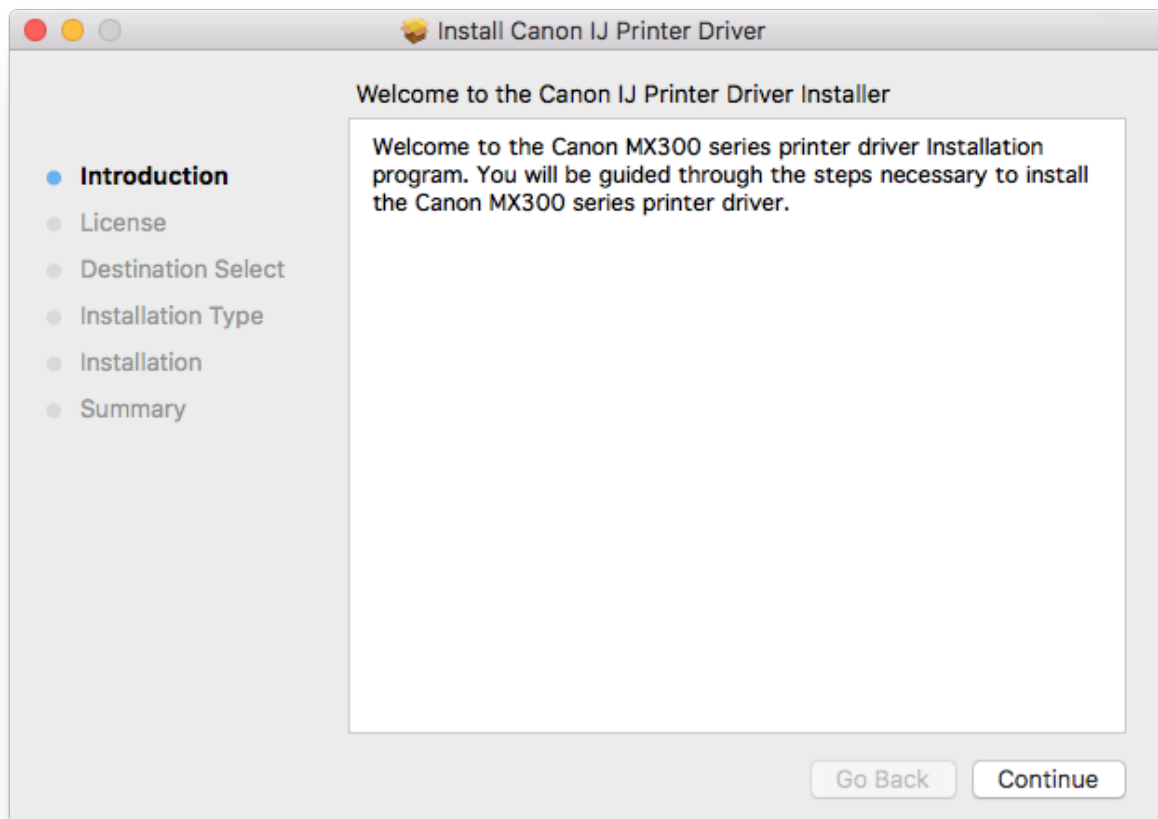 Install Canon IJ Printer Driver
Welcome to the Canon IJ Printer Driver Installer
Introduction
License
Destination Select
Installation Type
Installation
Summary
Welcome to the Canon MX300 series printer driver Installation
program. You will be guided through the steps necessary to install
the Canon MX300 series printer driver.
Go Back
Continue